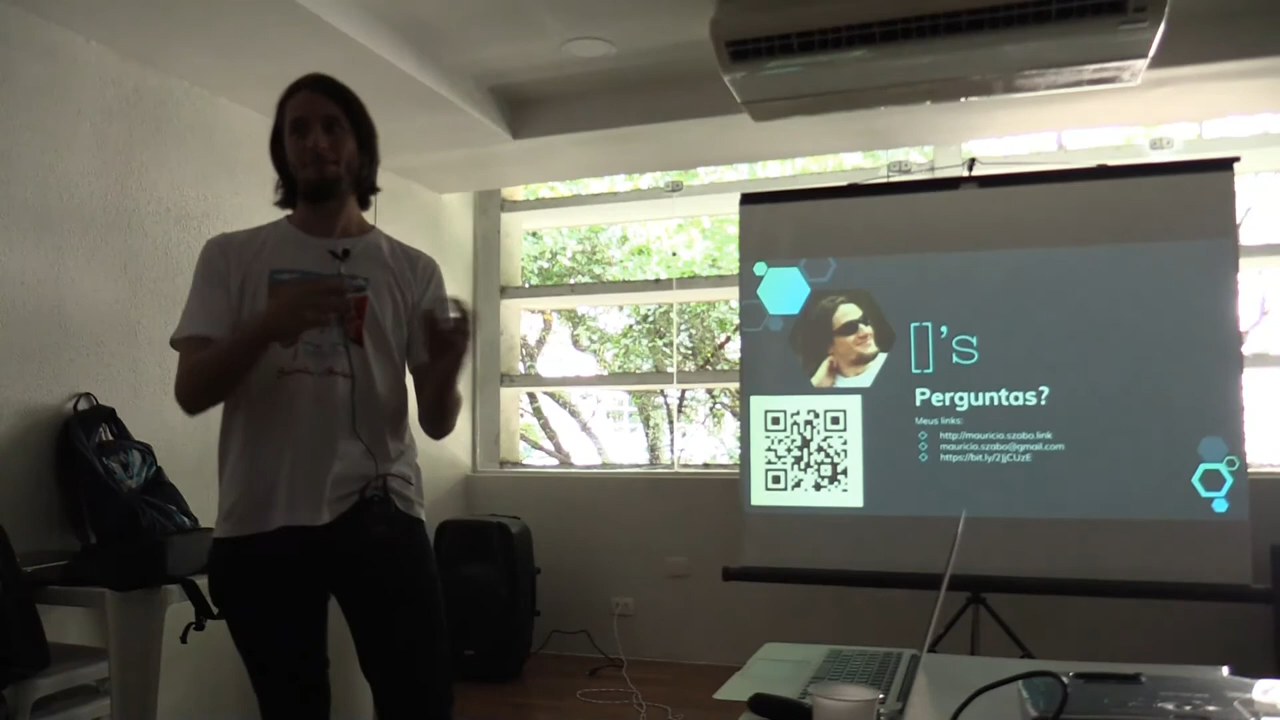 []'s
Perguntas?
Meus links:
http://mauricio.szabo.link
mauricio.szabo@gmail.com
https://bit.ly/2JjCUzE